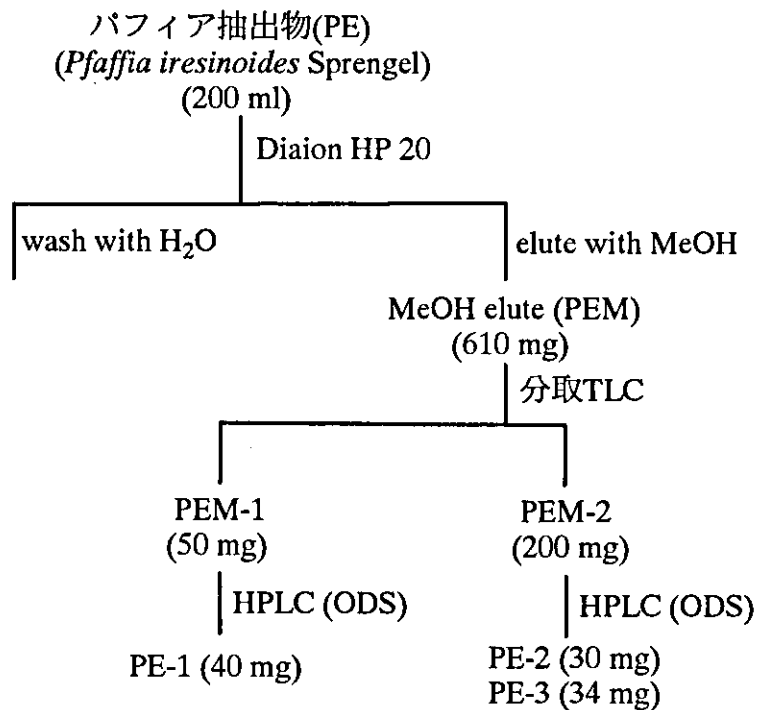 パフィア抽出物(PE)
(Pfaffia iresinoides Sprengel)
(200 ml)
Diaion HP 20
wash with H₂O
elute with MeOH
MeOH elute (PEM)
(610 mg)
分取TLC
PEM-1
(50 mg)
PEM-2
(200 mg)
HPLC (ODS)
HPLC (ODS)
PE-1 (40 mg)
PE-2 (30 mg)
PE-3 (34 mg)